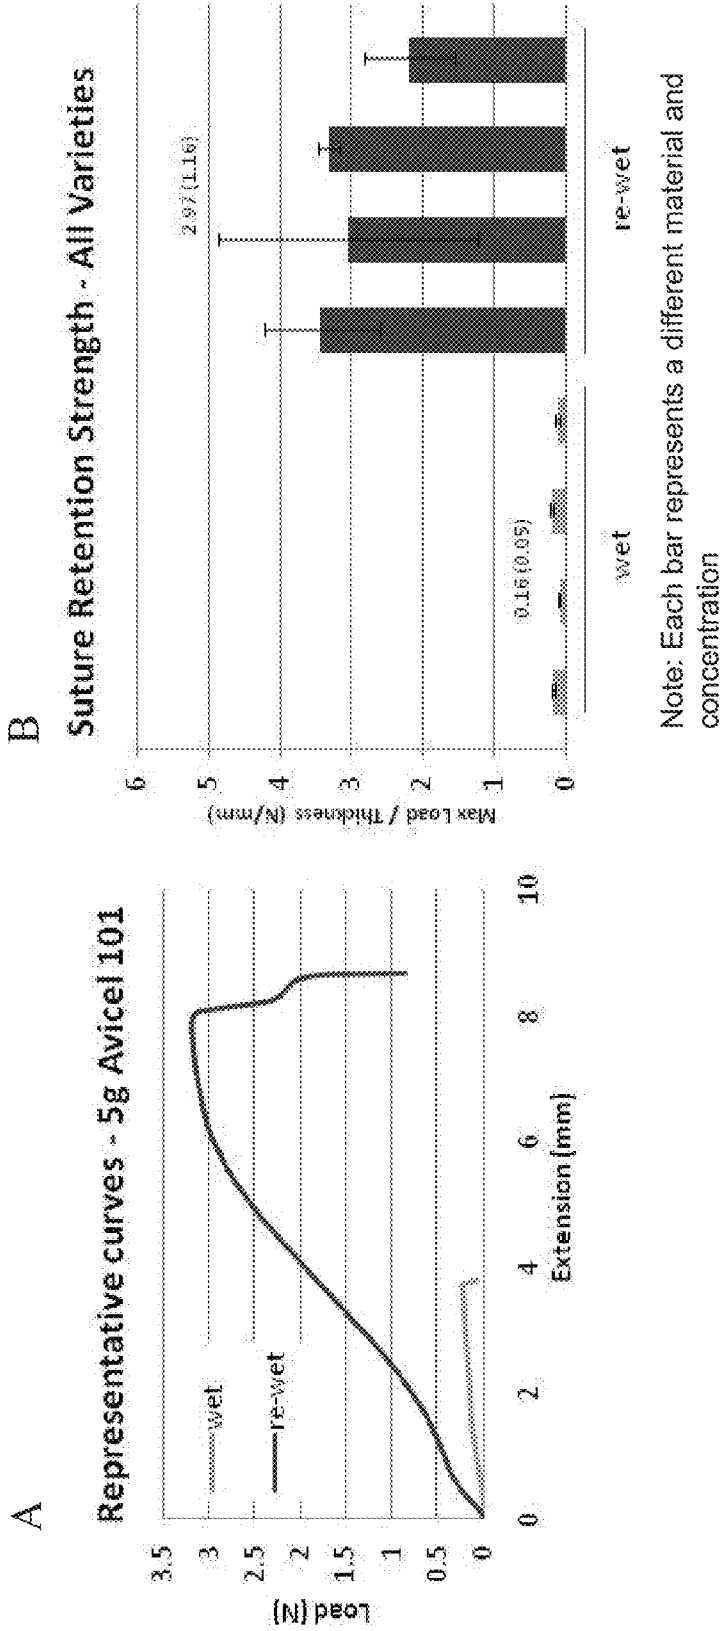 A
Representative curves - 5g Avicel 101
3.5
3
2.5
2
1.5
1
0.5
0
Load (N)
wet
re-wet
0
2
4
6
8
10
Extension (mm)
B
Suture Retention Strength - All Varieties
6
5
4
3
2
1
0
Max Load / Thickness (N/mm)
0.16 (0.05)
2.97 (1.16)
wet
re-wet
Note: Each bar represents a different material and
concentration